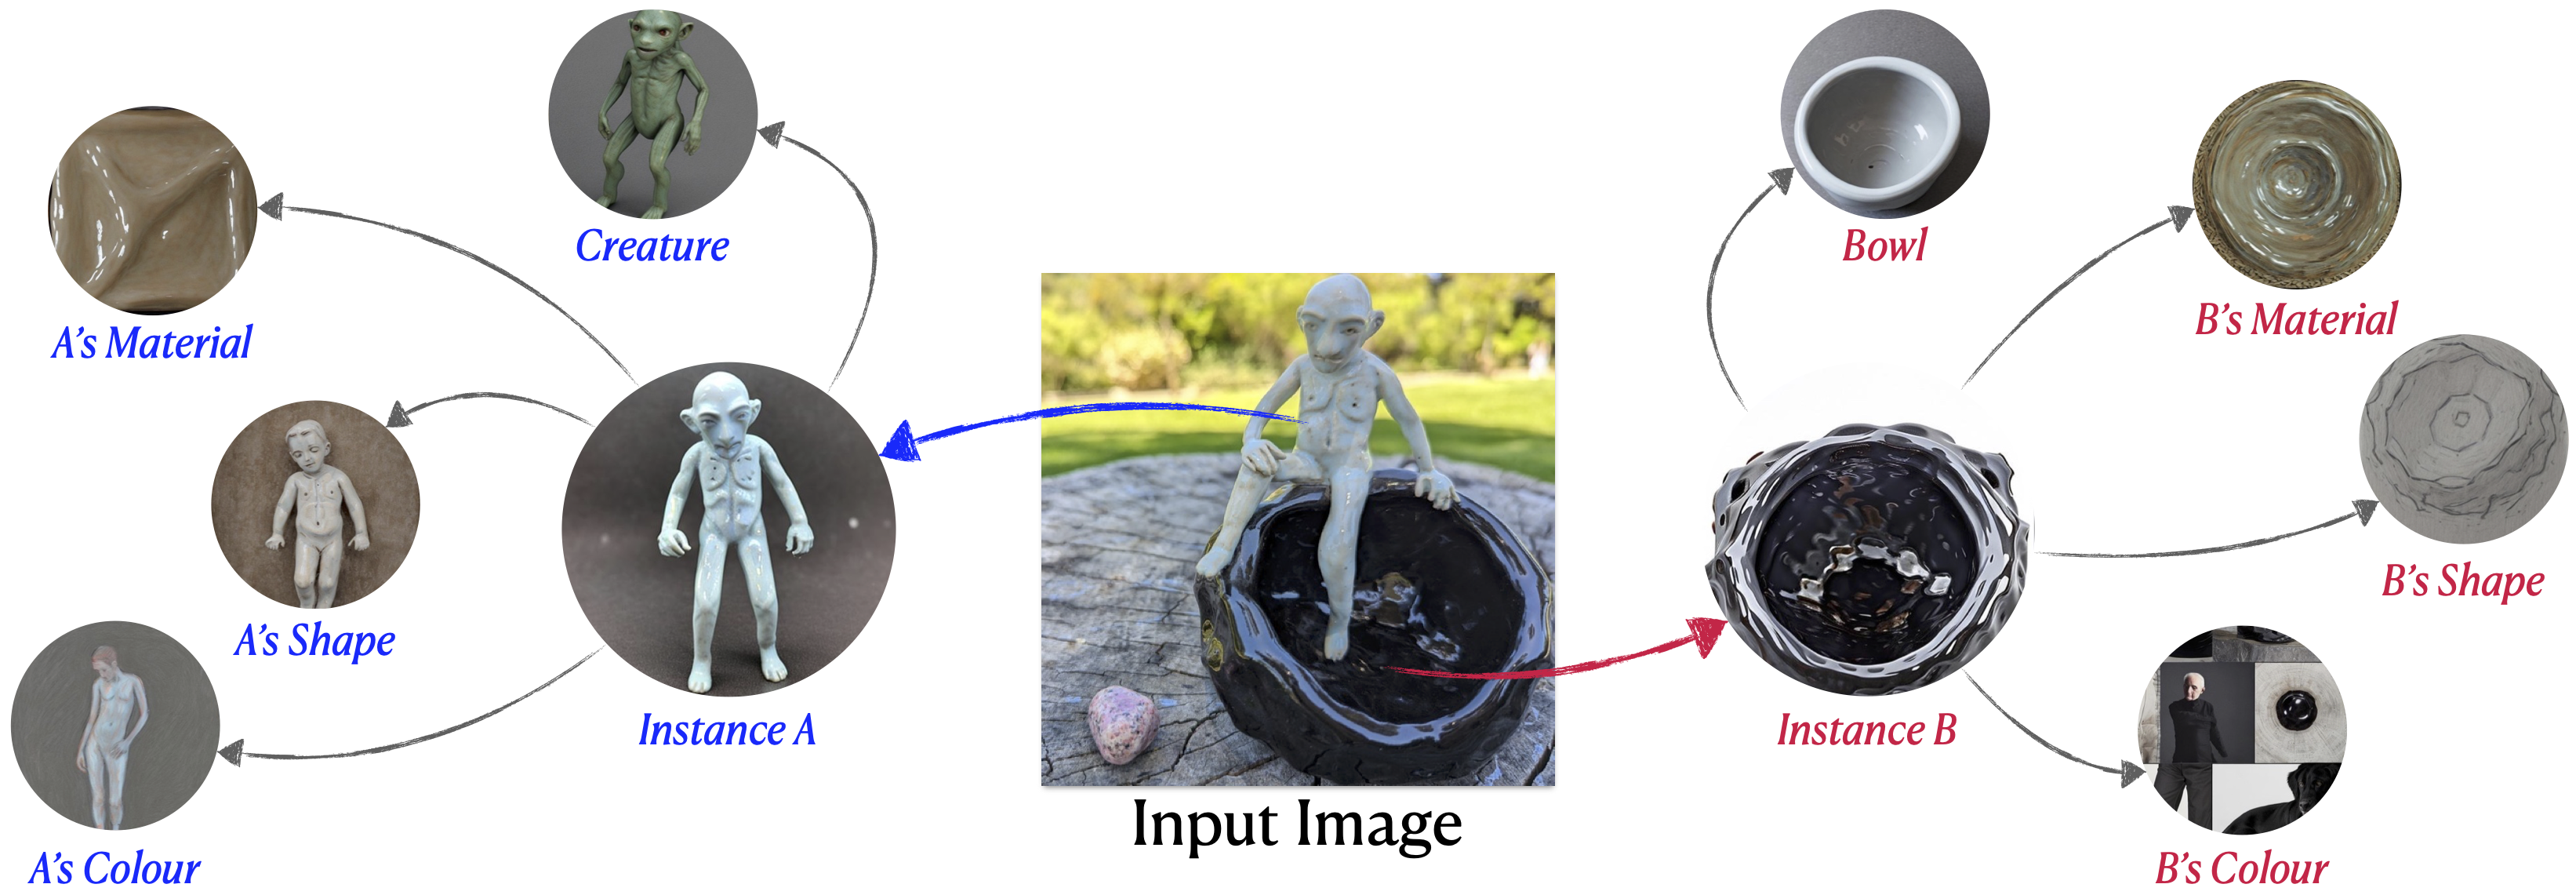 Creature
A's Material
A's Shape
Instance A
A's Colour
Input Image
Bowl
B's Material
B's Shape
Instance B
B's Colour